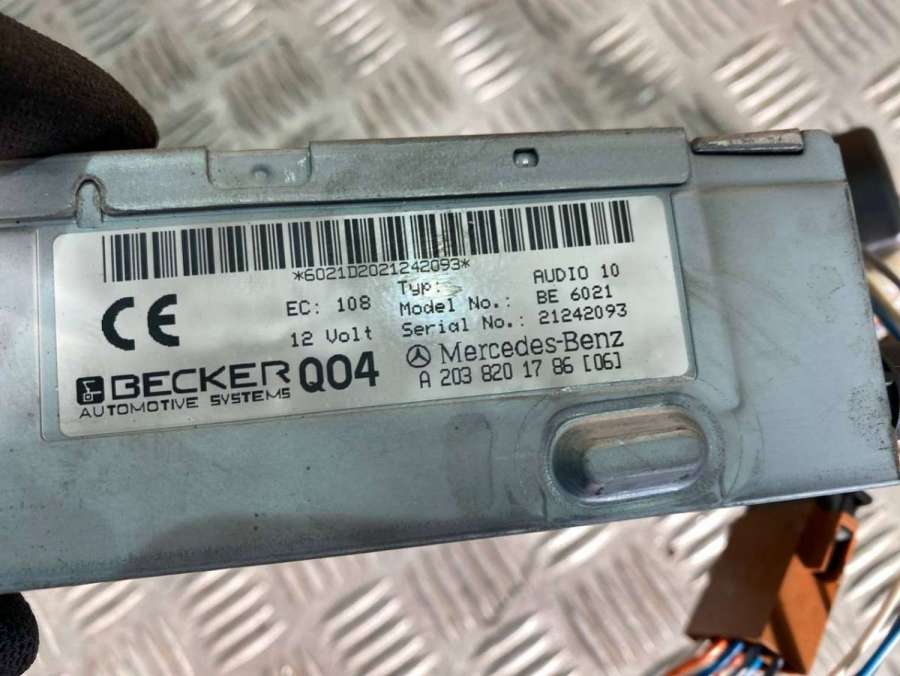 *6021D2021242093*
CE
EC: 108
12 Volt
Typ: AUDIO 10
Model No.: BE 6021
Serial No.: 21242093
BECKER Q04
AUTOMOTIVE SYSTEMS
Mercedes-Benz
A 203 820 17 86 [06]